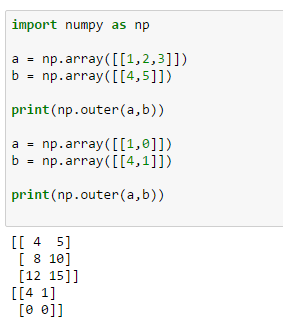 import numpy as np
a = np.array([[1,2,3]])
b = np.array([[4,5]])
print(np.outer(a,b))
a = np.array([[1,0]])
b = np.array([[4,1]])
print(np.outer(a,b))
[[ 4  5]
 [ 8 10]
 [12 15]]
[[4 1]
 [0 0]]